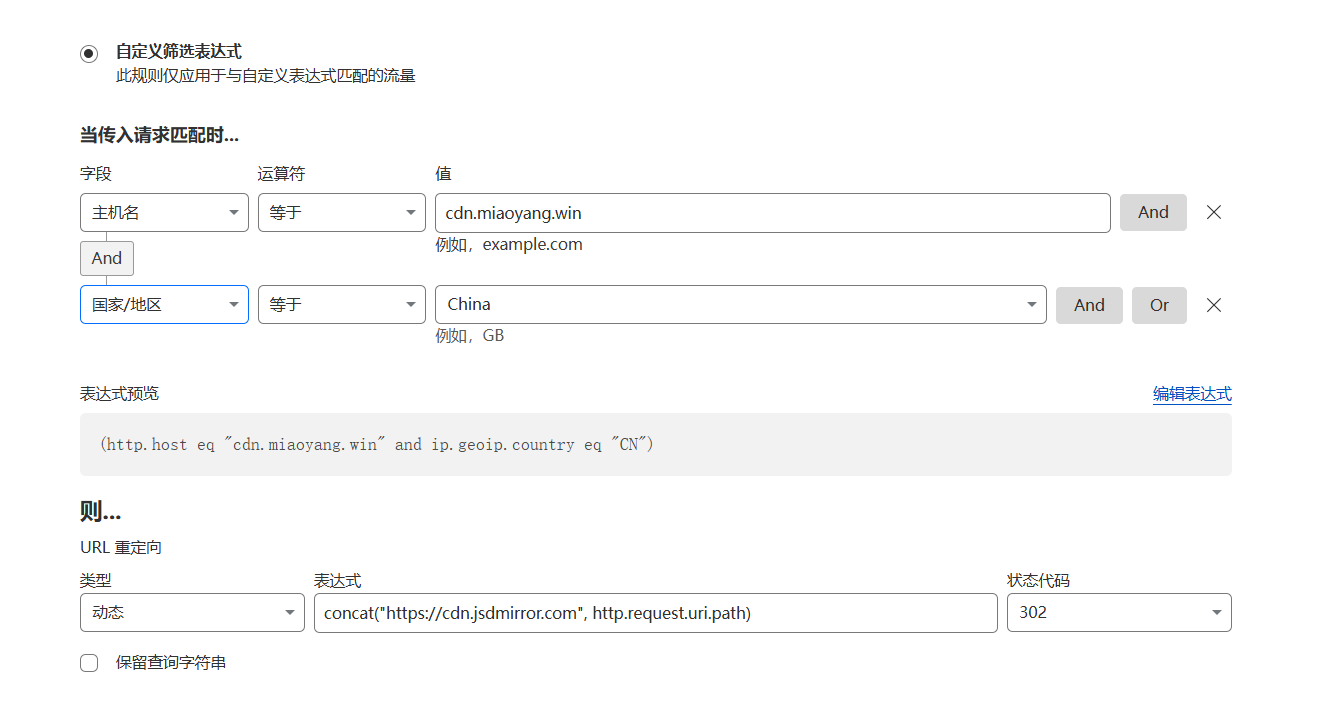 自定义筛选表达式
此规则仅应用于与自定义表达式匹配的流量
当传入请求匹配时...
字段 运算符 值
主机名 等于 cdn.miaoyang.win And
例如，example.com
And
国家/地区 等于 China And Or
例如，GB
表达式预览 编辑表达式
(http.host eq "cdn.miaoyang.win" and ip.geoip.country eq "CN")
则...
URL 重定向
类型 表达式 状态代码
动态 concat("https://cdn.jsdmirror.com", http.request.uri.path) 302
保留查询字符串